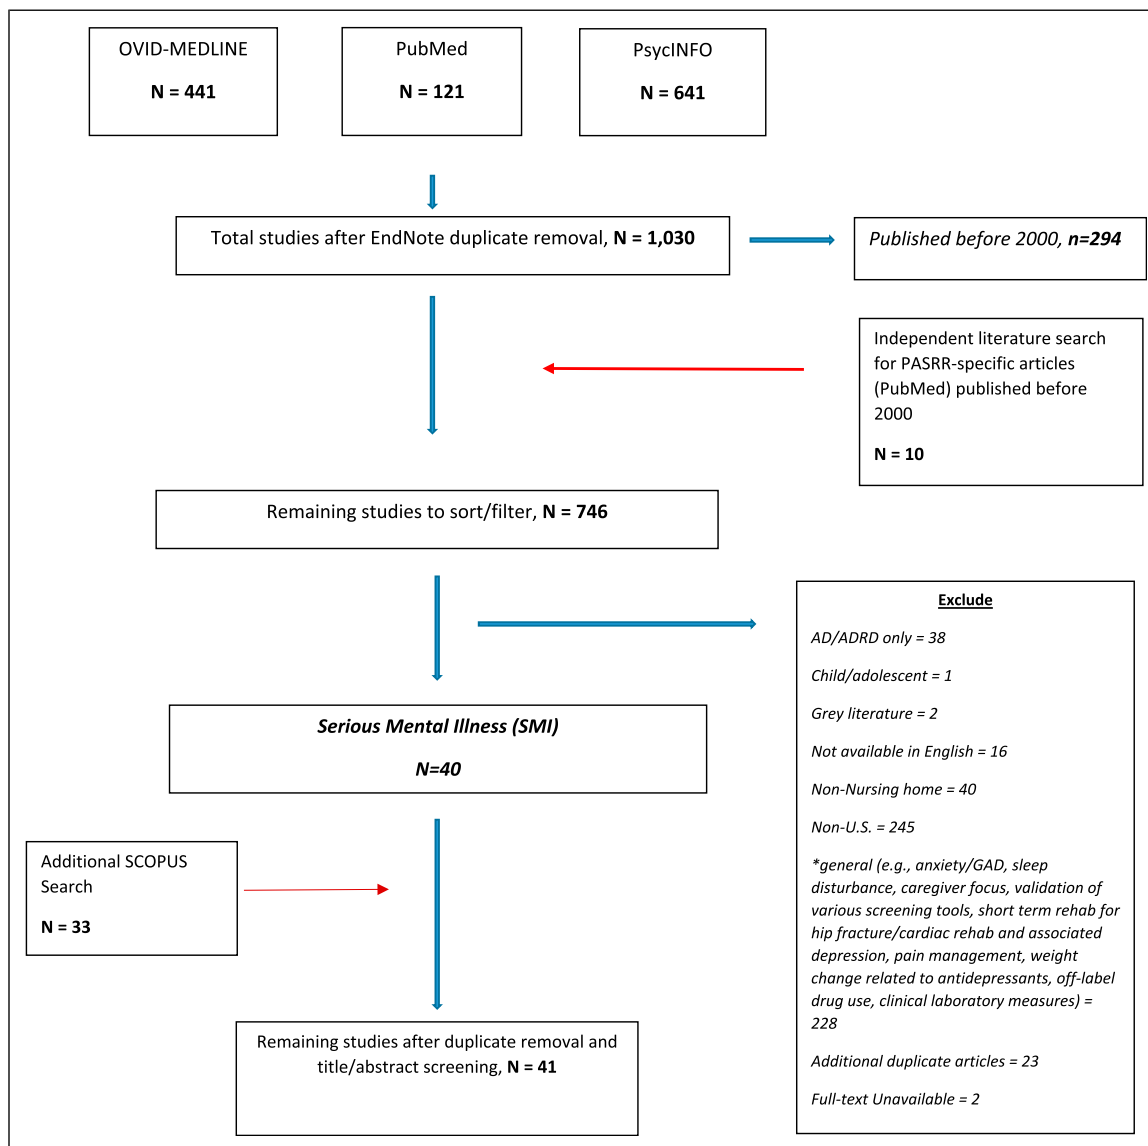 OVID-MEDLINE
N = 441
PubMed
N = 121
PsycINFO
N = 641
Total studies after EndNote duplicate removal, N = 1,030
Published before 2000, n=294
Independent literature search
for PASRR-specific articles
(PubMed) published before
2000
N = 10
Remaining studies to sort/filter, N = 746
Exclude
AD/ADRD only = 38
Child/adolescent = 1
Grey literature = 2
Not available in English = 16
Non-Nursing home = 40
Non-U.S. = 245
*general (e.g., anxiety/GAD, sleep
disturbance, caregiver focus, validation of
various screening tools, short term rehab for
hip fracture/cardiac rehab and associated
depression, pain management, weight
change related to antidepressants, off-label
drug use, clinical laboratory measures) =
228
Additional duplicate articles = 23
Full-text Unavailable = 2
Serious Mental Illness (SMI)
N=40
Additional SCOPUS
Search
N = 33
Remaining studies after duplicate removal and
title/abstract screening, N = 41